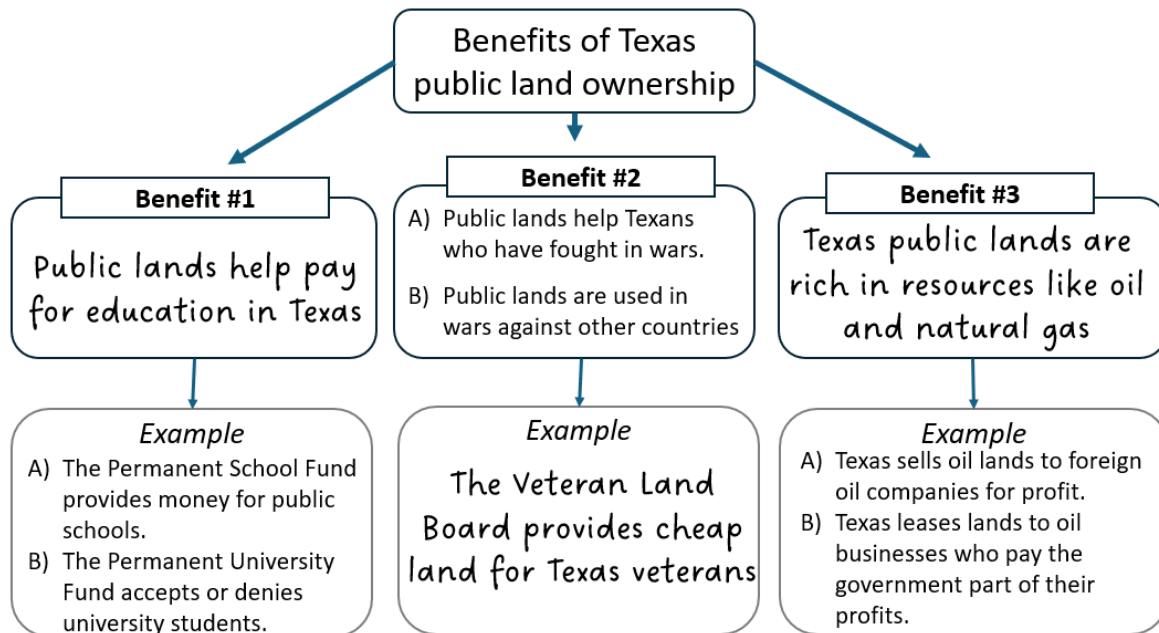 Benefits of Texas
public land ownership
Benefit #1
Public lands help pay
for education in Texas
Benefit #2
A) Public lands help Texans
who have fought in wars.
B) Public lands are used in
wars against other countries
Benefit #3
Texas public lands are
rich in resources like oil
and natural gas
Example
A) The Permanent School Fund
provides money for public
schools.
B) The Permanent University
Fund accepts or denies
university students.
Example
The Veteran Land
Board provides cheap
land for Texas veterans
Example
A) Texas sells oil lands to foreign
oil companies for profit.
B) Texas leases lands to oil
businesses who pay the
government part of their
profits.